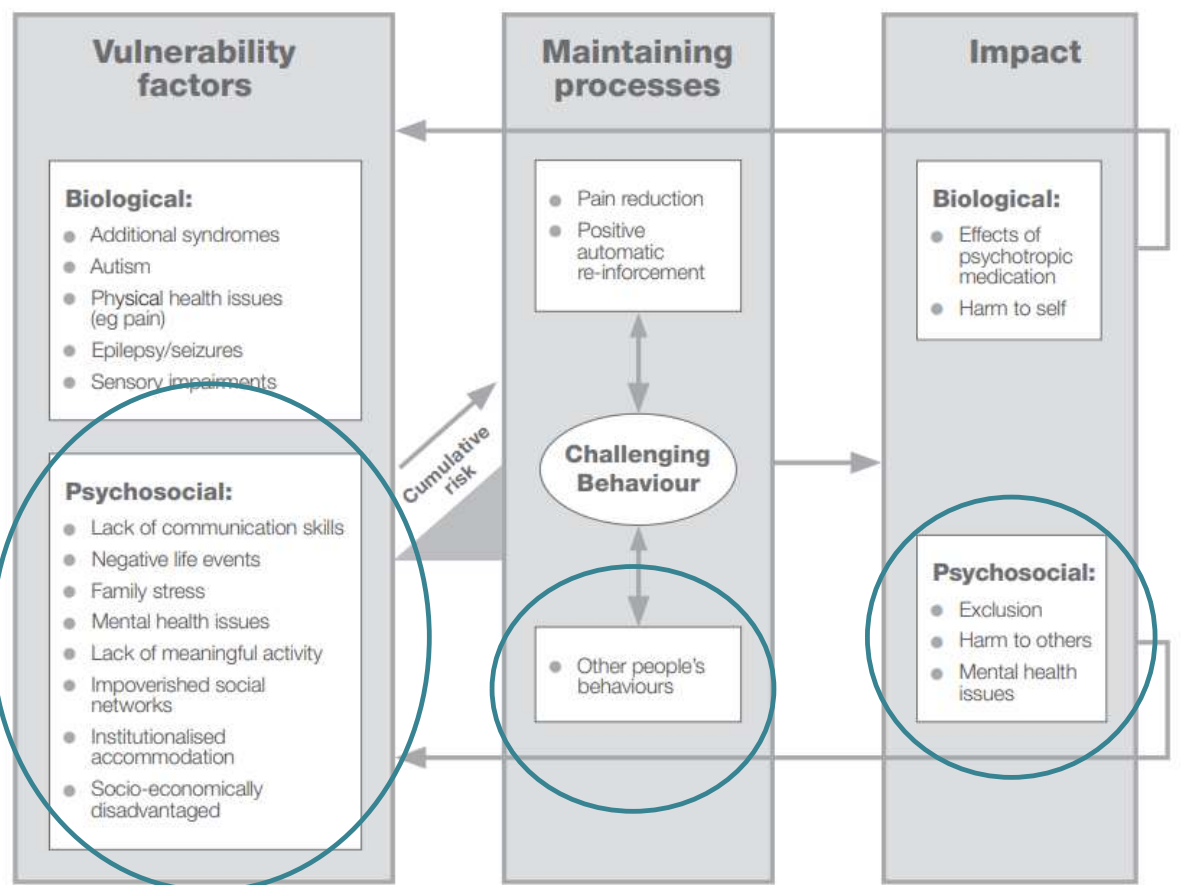 Vulnerability
factors
Biological:
Additional syndromes
Autism
Physical health issues
(eg pain)
Epilepsy/seizures
Sensory impairments
Psychosocial:
Lack of communication skills
Negative life events
Family stress
Mental health issues
Lack of meaningful activity
Impoverished social
networks
Institutionalised
accommodation
Socio-economically
disadvantaged
Cumulative
risk
Maintaining
processes
Pain reduction
Positive
automatic
re-inforcement
Challenging
Behaviour
Other people's
behaviours
Impact
Biological:
Effects of
psychotropic
medication
Harm to self
Psychosocial:
Exclusion
Harm to others
Mental health
issues